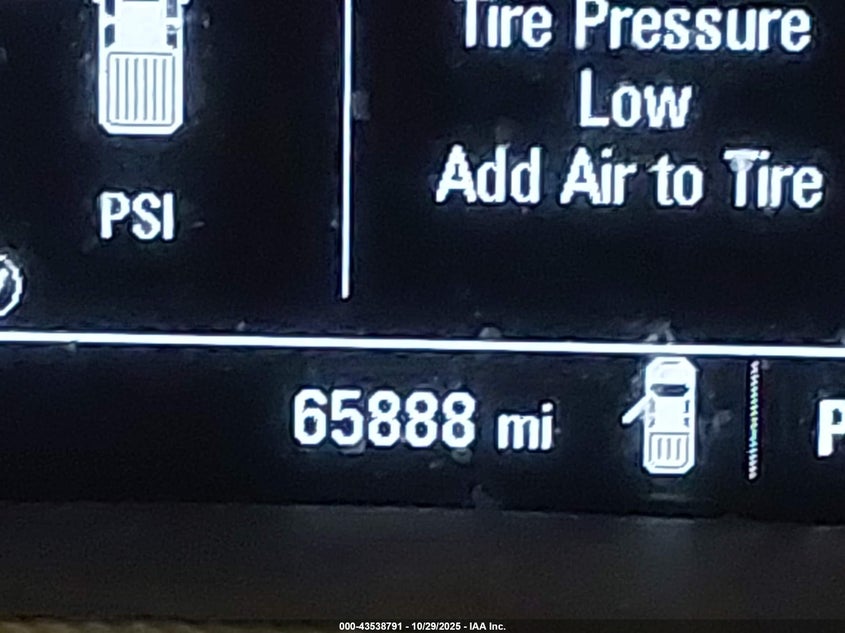 Tire Pressure
Low
Add Air to Tire
PSI
65888 mi
P
000-43538791 - 10/29/2025 - IAA Inc.